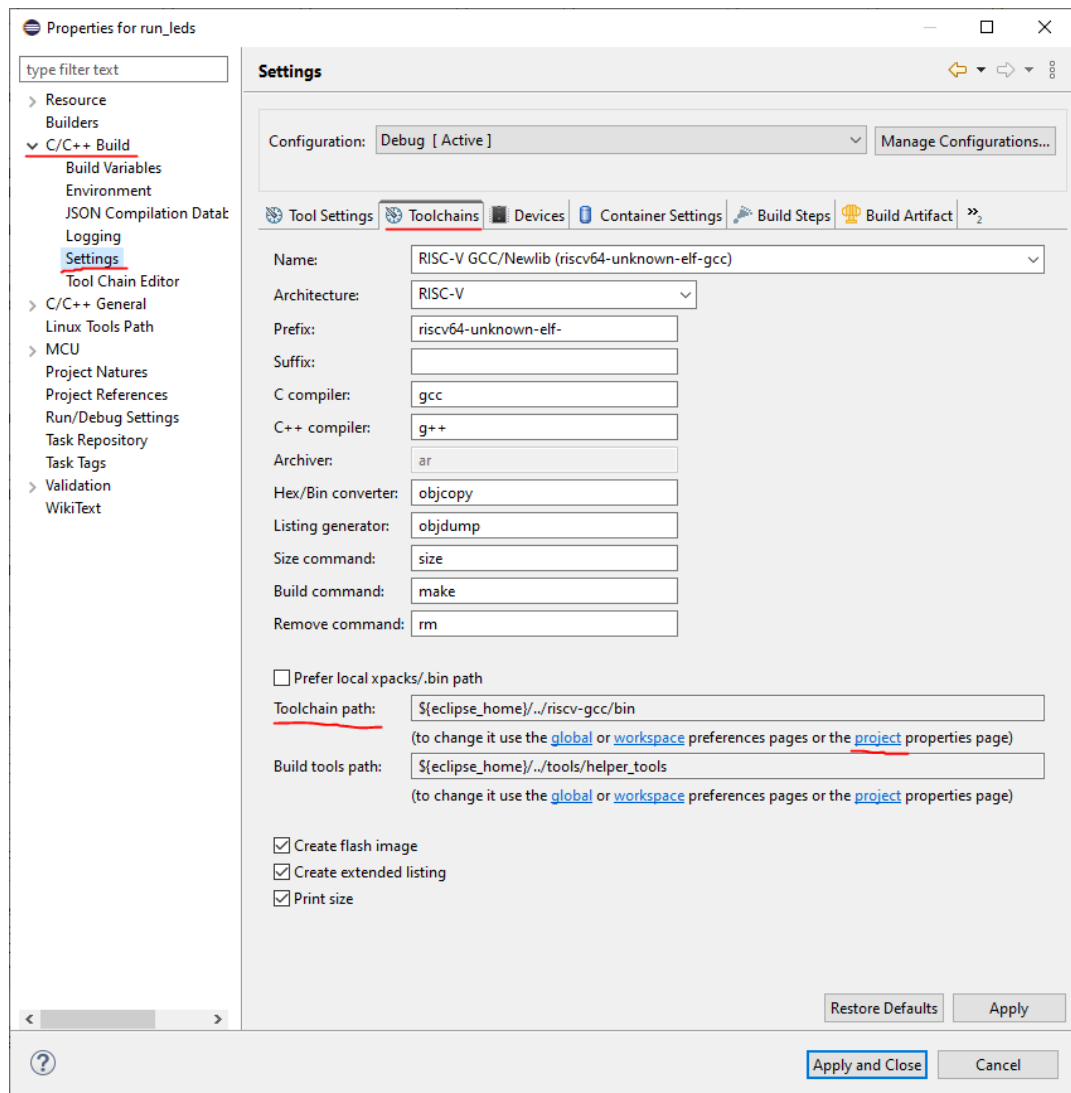 Properties for run_leds
type filter text
Resource
Builders
C/C++ Build
Build Variables
Environment
JSON Compilation Datab
Logging
Settings
Tool Chain Editor
C/C++ General
Linux Tools Path
MCU
Project Natures
Project References
Run/Debug Settings
Task Repository
Task Tags
Validation
WikiText
Settings
Configuration: Debug [ Active ] Manage Configurations...
Tool Settings Toolchains Devices Container Settings Build Steps Build Artifact »2
Name: RISC-V GCC/Newlib (riscv64-unknown-elf-gcc)
Architecture: RISC-V
Prefix: riscv64-unknown-elf-
Suffix:
C compiler: gcc
C++ compiler: g++
Archiver: ar
Hex/Bin converter: objcopy
Listing generator: objdump
Size command: size
Build command: make
Remove command: rm
Prefer local xpacks/.bin path
Toolchain path: ${eclipse_home}/../riscv-gcc/bin
(to change it use the global or workspace preferences pages or the project properties page)
Build tools path: ${eclipse_home}/../tools/helper_tools
(to change it use the global or workspace preferences pages or the project properties page)
Create flash image
Create extended listing
Print size
Restore Defaults Apply
? Apply and Close Cancel